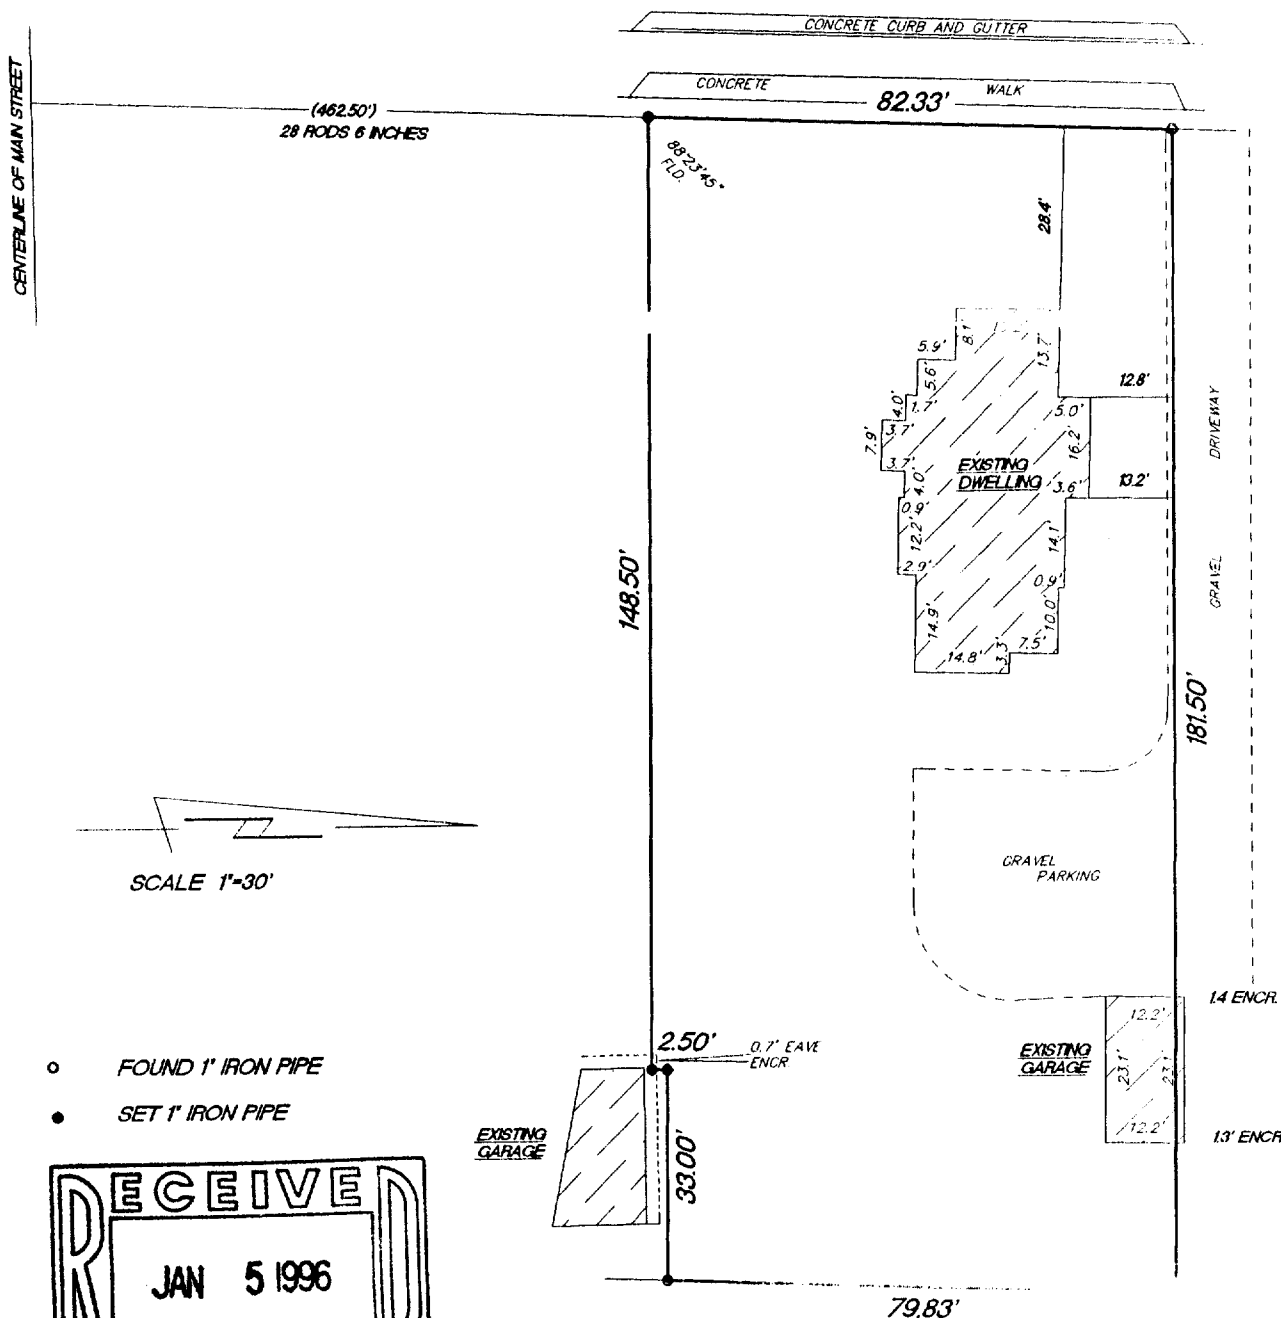 CONCRETE CURB AND GUTTER
CONCRETE WALK
82.33'
CENTERLINE OF MAIN STREET
(462.50')
28 RODS 6 INCHES
88°23'45"
FLD.
28.4'
8.1'
13.7'
5.9'
5.6'
12.8'
4.0'
1.7'
5.0'
7.9'
3.7'
16.2'
DRIVEWAY
3.7'
EXISTING
DWELLING
4.0'
3.6'
13.2'
0.9'
12.2'
14.1'
2.9'
0.9'
GRAVEL
148.50'
14.9'
10.0'
7.5'
14.8'
3.3'
181.50'
SCALE 1"=30'
GRAVEL
PARKING
1.4 ENCR.
12.2'
2.50'
0.7' EAVE
ENCR.
EXISTING
GARAGE
23.1'
23.1'
FOUND 1" IRON PIPE
SET 1" IRON PIPE
12.2'
1.3' ENCR
EXISTING
GARAGE
33.00'
RECEIVED
JAN 5 1996
79.83'